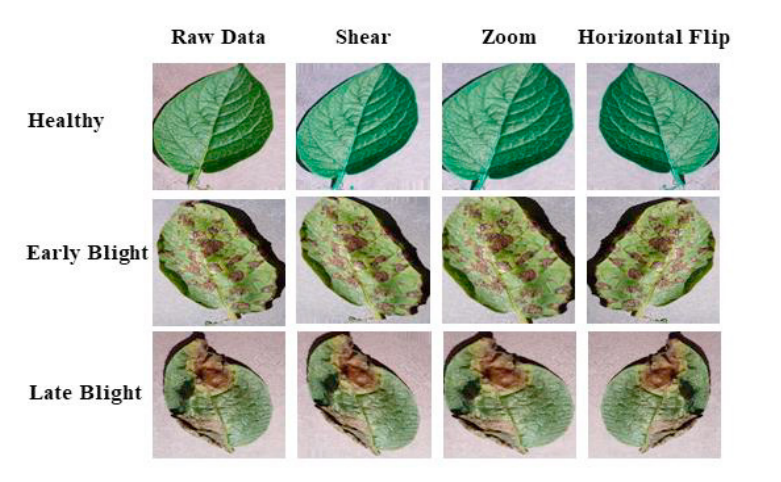 Raw Data Shear Zoom Horizontal Flip
Healthy
Early Blight
Late Blight